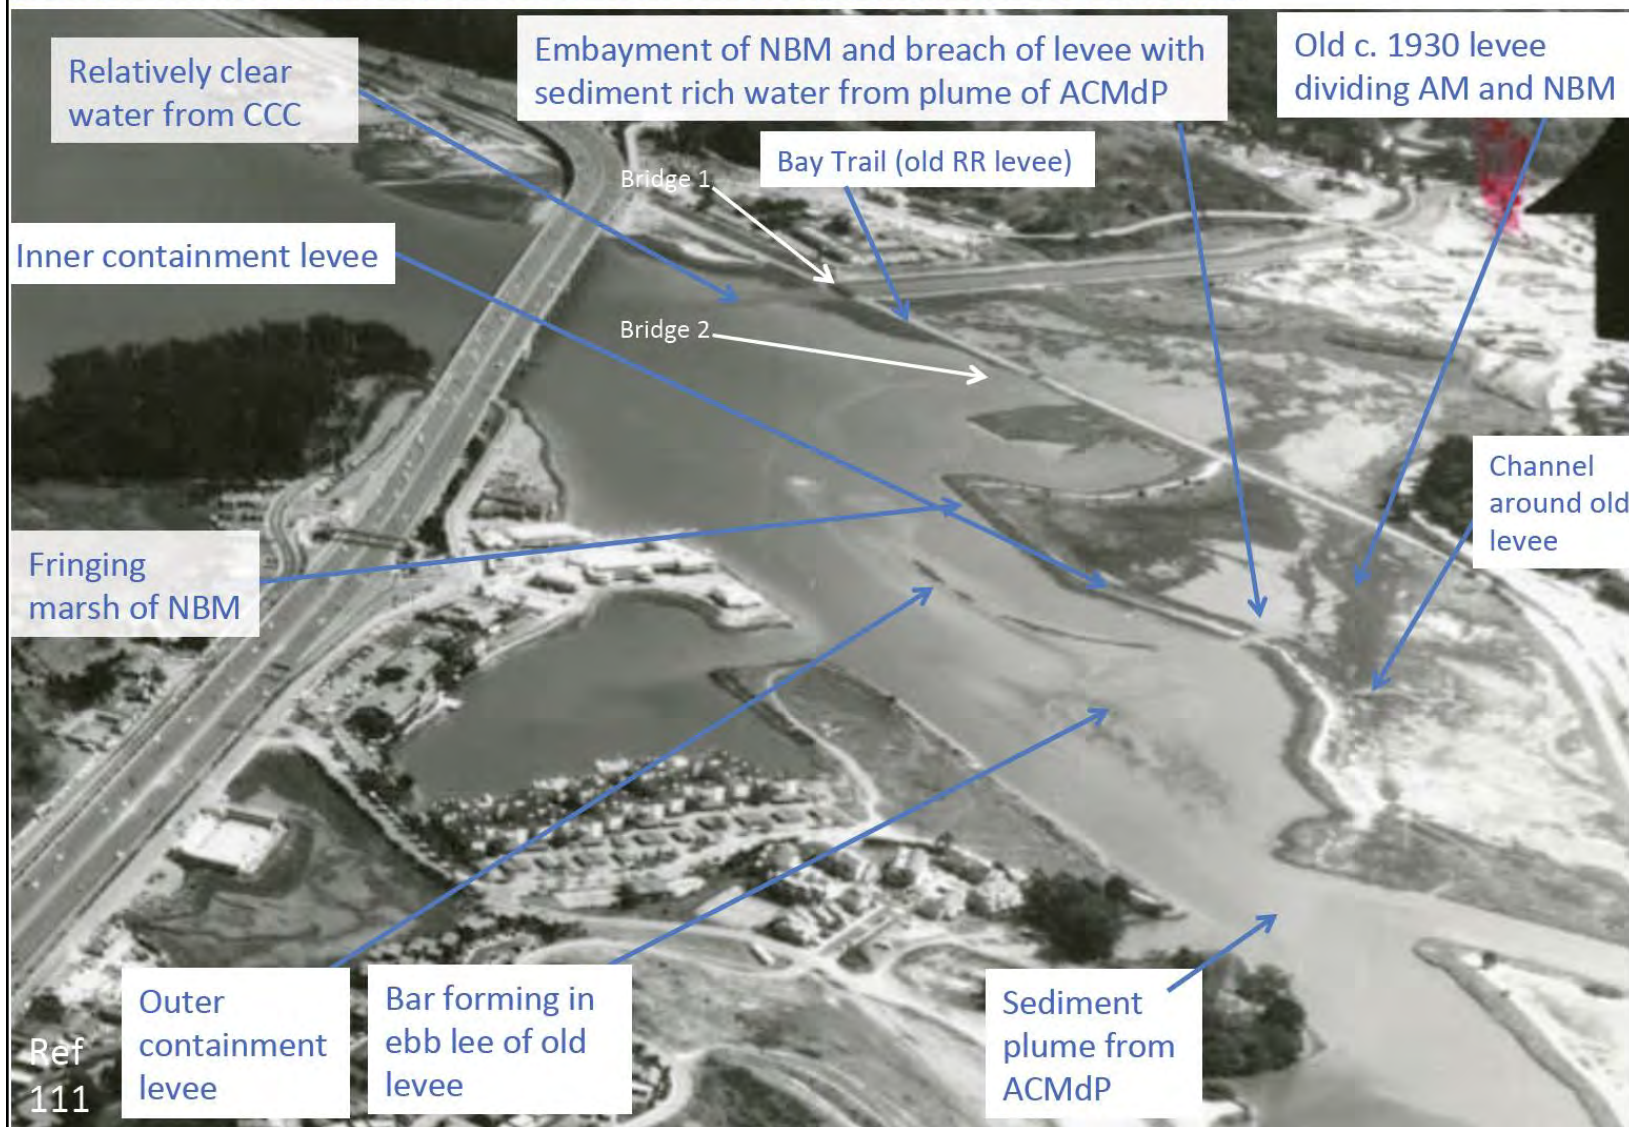 Relatively clear
water from CCC
Embayment of NBM and breach of levee with
sediment rich water from plume of ACMdP
Old c. 1930 levee
dividing AM and NBM
Bay Trail (old RR levee)
Bridge 1
Inner containment levee
Bridge 2
Channel
around old
levee
Fringing
marsh of NBM
Outer
containment
levee
Bar forming in
ebb lee of old
levee
Sediment
plume from
ACMdP
Ref
111